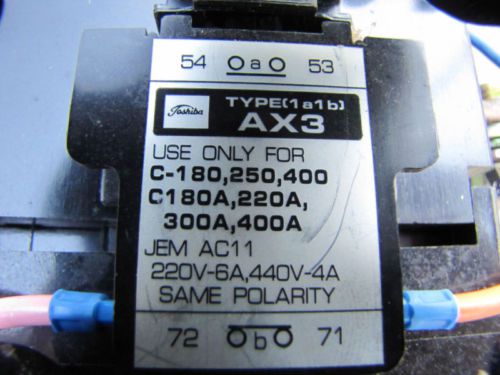 54 a 53
Toshiba
TYPE(1a1b)
AX3
USE ONLY FOR
C-180,250,400
C180A,220A,
300A,400A
JEM AC11
220V-6A,440V-4A
SAME POLARITY
72 b 71